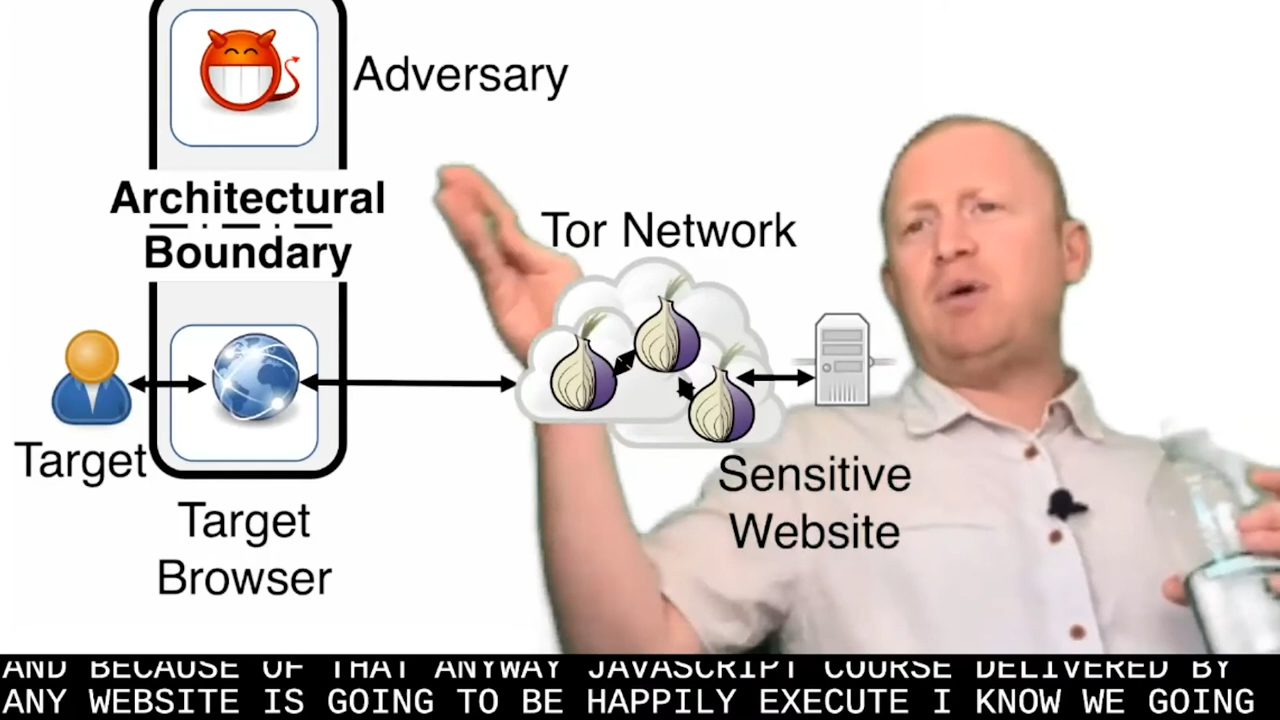 Adversary
Architectural
Boundary
Tor Network
Target
Target
Browser
Sensitive
Website
AND BECAUSE OF THAT ANYWAY JAVASCRIPT COURSE DELIVERED BY
ANY WEBSITE IS GOING TO BE HAPPILY EXECUTE I KNOW WE GOING